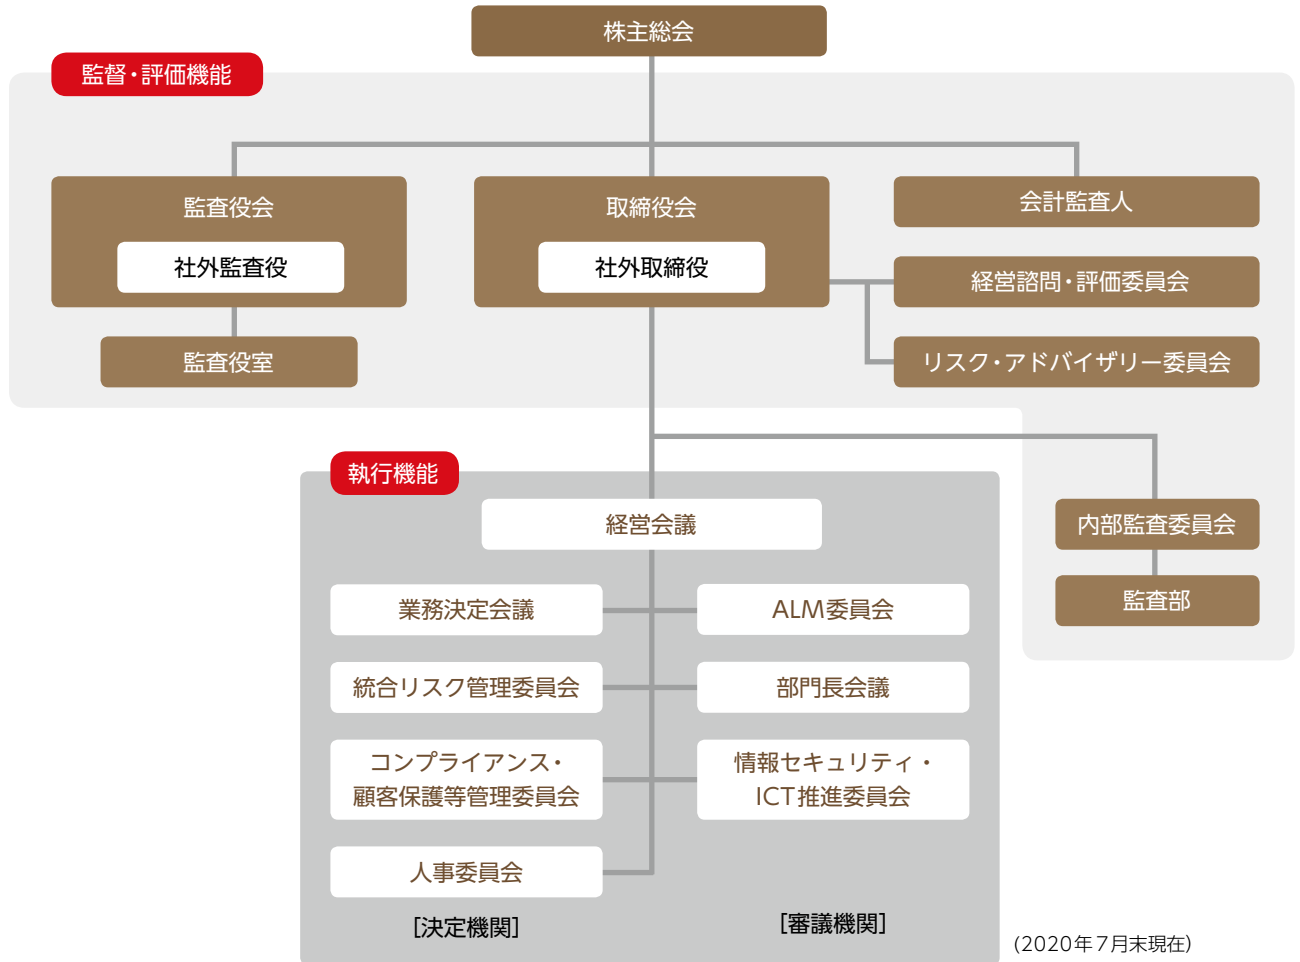 株主総会
監督・評価機能
監査役会
社外監査役
監査役室
取締役会
社外取締役
会計監査人
経営諮問・評価委員会
リスク・アドバイザリー委員会
執行機能
経営会議
内部監査委員会
監査部
業務決定会議
ALM委員会
統合リスク管理委員会
部門長会議
コンプライアンス・
顧客保護等管理委員会
情報セキュリティ・
ICT推進委員会
人事委員会
[決定機関]
[審議機関]
(2020年7月末現在)